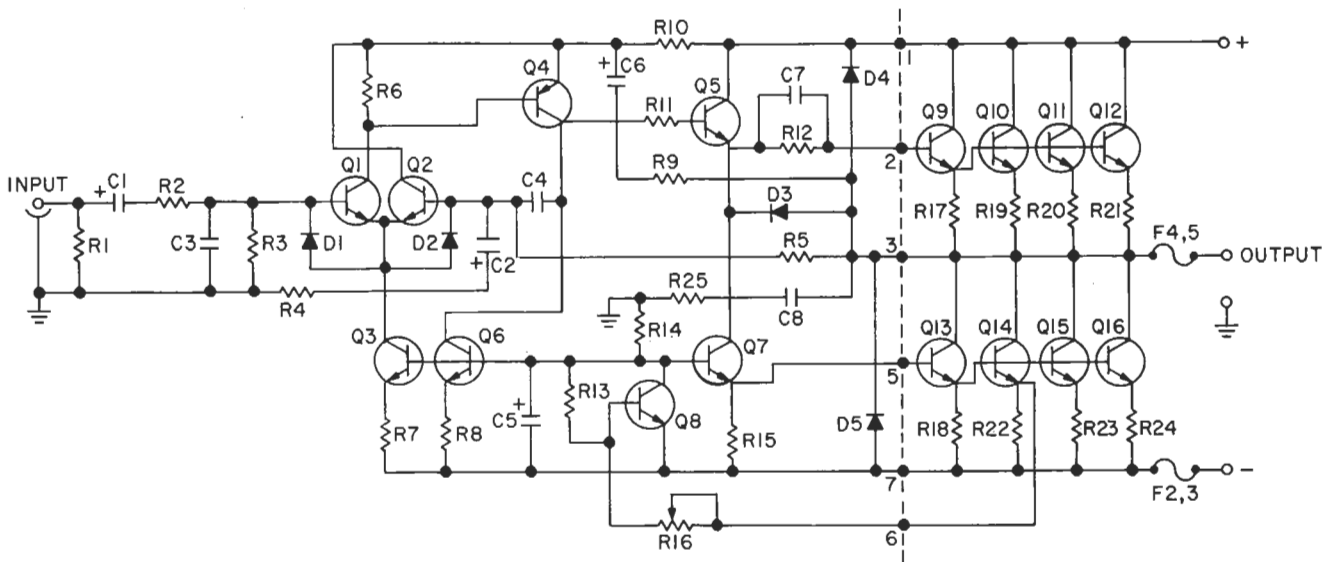 R10
+
1
Q4
+
C6
Q5
C7
D4
R6
R11
R12
Q9
Q10
Q11
Q12
2
INPUT
+
C1
R2
Q1
Q2
C4
R9
R1
C3
R3
D1
D2
+
C2
D3
R5
3
R17
R19
R20
R21
F4,5
OUTPUT
R4
R25
C8
Q3
Q6
R14
Q7
Q13
Q14
Q15
Q16
5
+
C5
R13
Q8
R7
R8
R15
D5
R18
R22
R23
R24
7
F2,3
–
R16
6